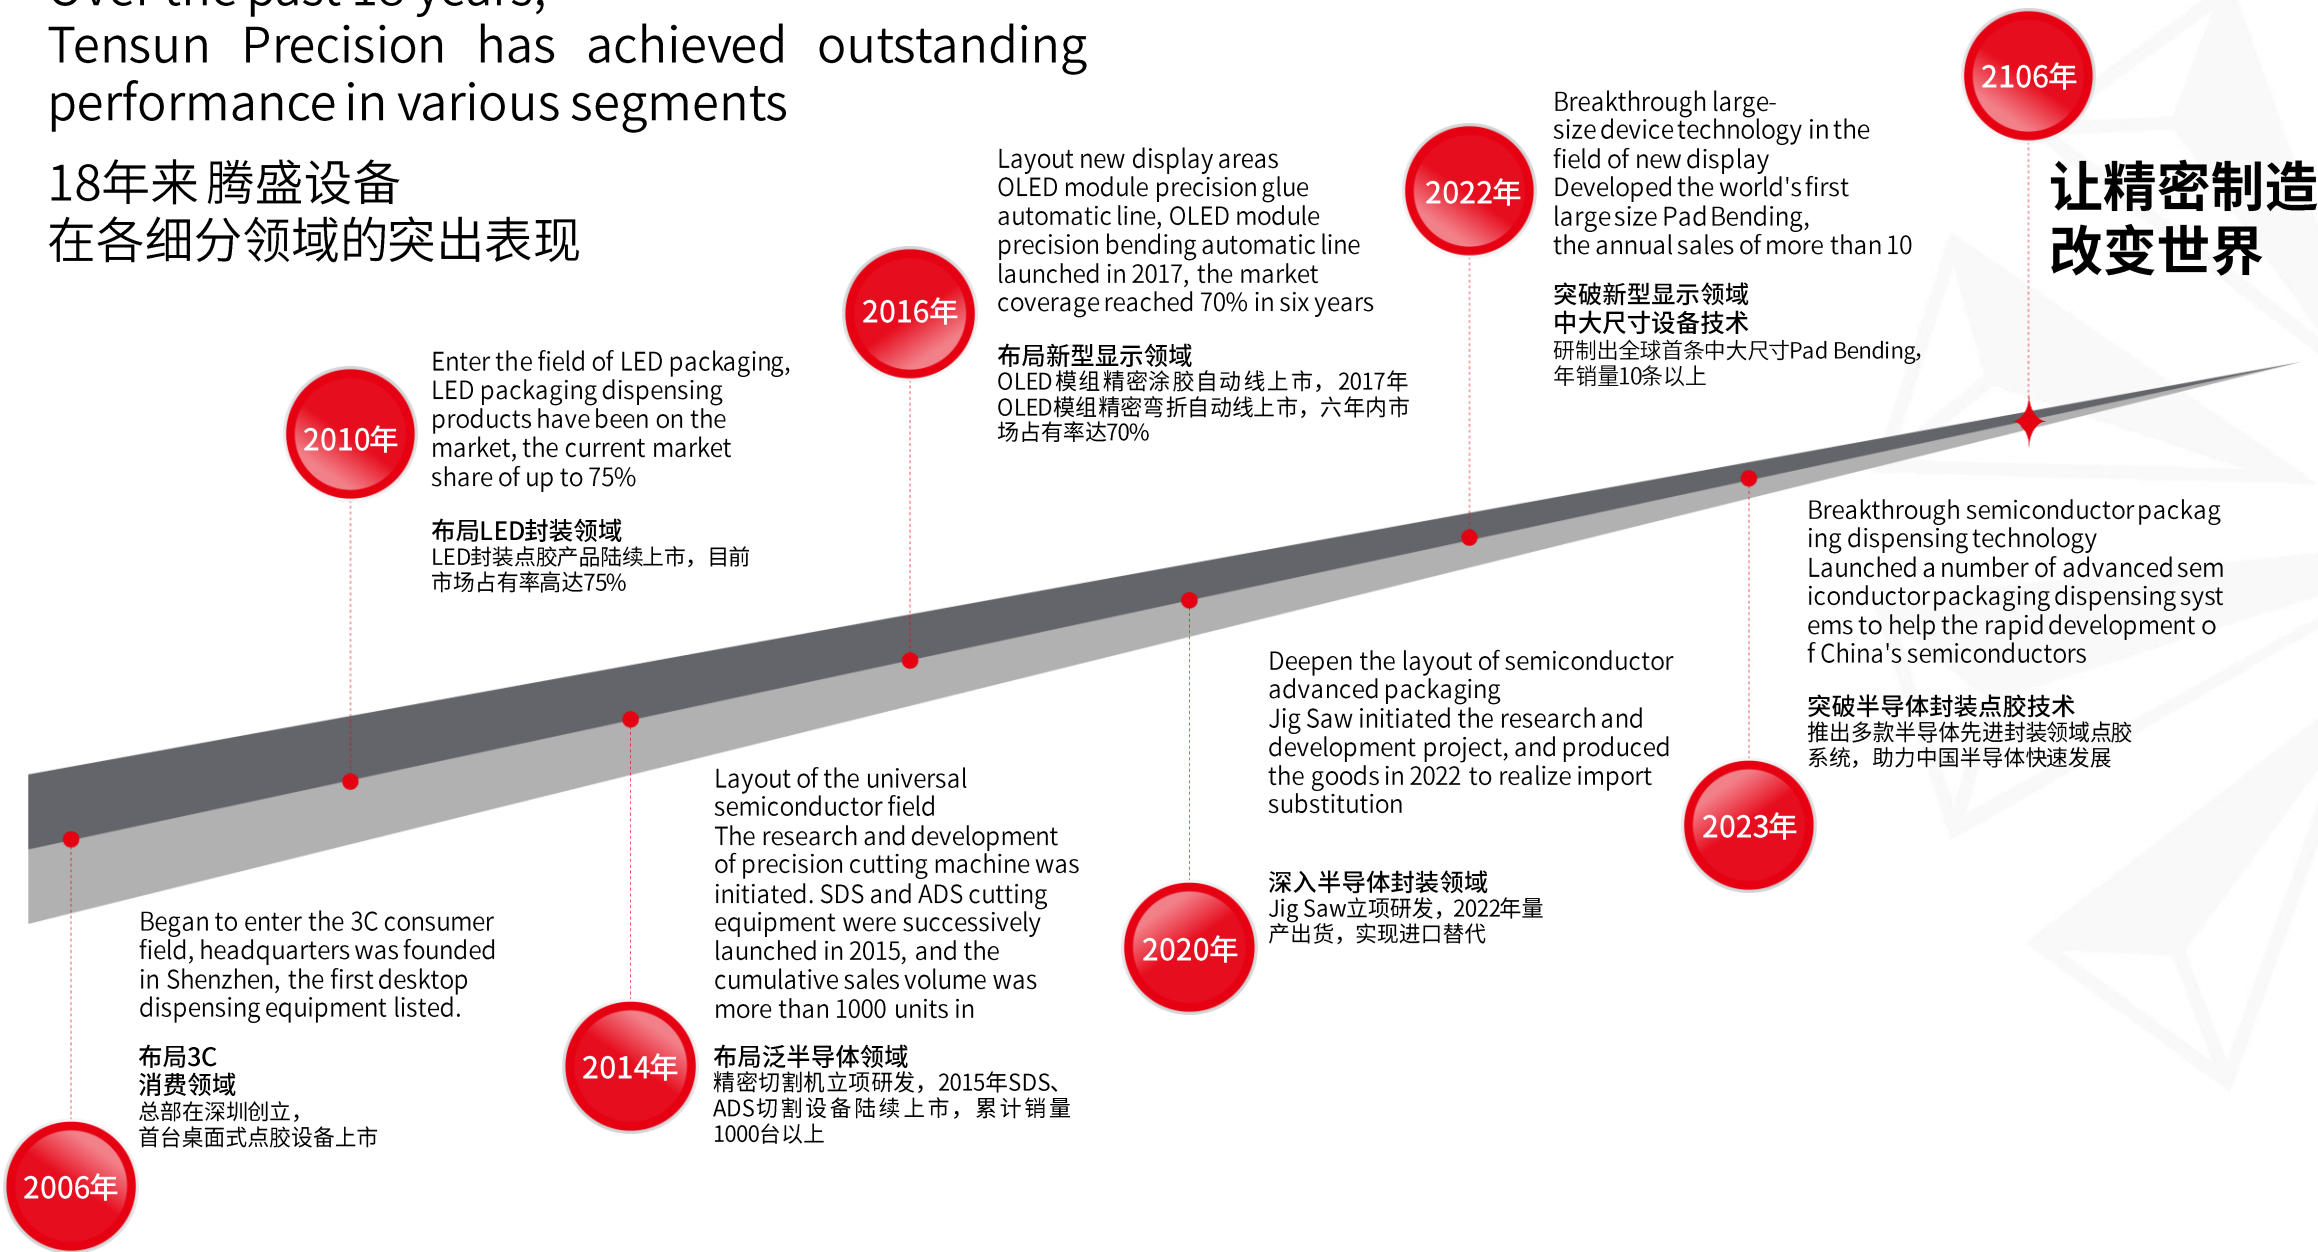 Over the past 18 years,
Tensun Precision has achieved outstanding
performance in various segments
18年来 腾盛设备
在各细分领域的突出表现
2006年
Began to enter the 3C consumer
field, headquarters was founded
in Shenzhen, the first desktop
dispensing equipment listed.
布局3C
消费领域
总部在深圳创立，
首台桌面式点胶设备上市
2010年
Enter the field of LED packaging,
LED packaging dispensing
products have been on the
market, the current market
share of up to 75%
布局LED封装领域
LED封装点胶产品陆续上市，目前
市场占有率高达75%
2014年
Layout of the universal
semiconductor field
The research and development
of precision cutting machine was
initiated. SDS and ADS cutting
equipment were successively
launched in 2015, and the
cumulative sales volume was
more than 1000 units in
布局泛半导体领域
精密切割机立项研发，2015年SDS、
ADS切割设备陆续上市，累计销量
1000台以上
2016年
Layout new display areas
OLED module precision glue
automatic line, OLED module
precision bending automatic line
launched in 2017, the market
coverage reached 70% in six years
布局新型显示领域
OLED模组精密涂胶自动线上市，2017年
OLED模组精密弯折自动线上市，六年内市
场占有率达70%
2020年
Deepen the layout of semiconductor
advanced packaging
Jig Saw initiated the research and
development project, and produced
the goods in 2022 to realize import
substitution
深入半导体封装领域
Jig Saw立项研发，2022年量
产出货，实现进口替代
2022年
Breakthrough large-
size device technology in the
field of new display
Developed the world's first
large size Pad Bending,
the annual sales of more than 10
突破新型显示领域
中大尺寸设备技术
研制出全球首条中大尺寸Pad Bending,
年销量10条以上
2023年
Breakthrough semiconductor packag
ing dispensing technology
Launched a number of advanced sem
iconductor packaging dispensing syst
ems to help the rapid development o
f China's semiconductors
突破半导体封装点胶技术
推出多款半导体先进封装领域点胶
系统，助力中国半导体快速发展
2106年
让精密制造
改变世界